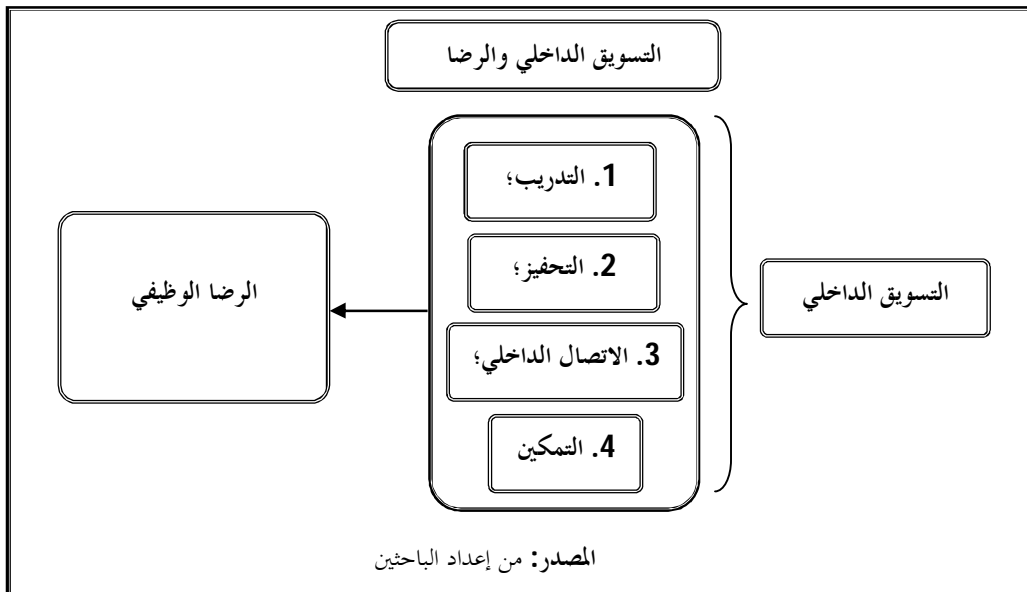 التسويق الداخلي والرضا
التسويق الداخلي
1. التدريب؛
2. التحفيز؛
3. الاتصال الداخلي؛
4. التمكين
الرضا الوظيفي
المصدر: من إعداد الباحثين